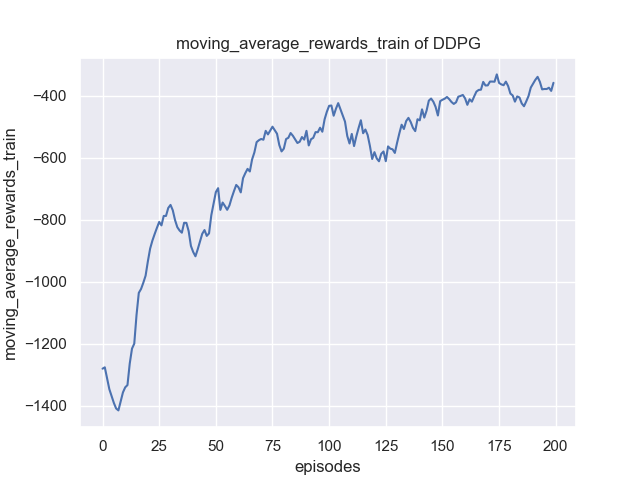 moving_average_rewards_train of DDPG
moving_average_rewards_train
−400
−600
−800
−1000
−1200
−1400
0 25 50 75 100 125 150 175 200
episodes